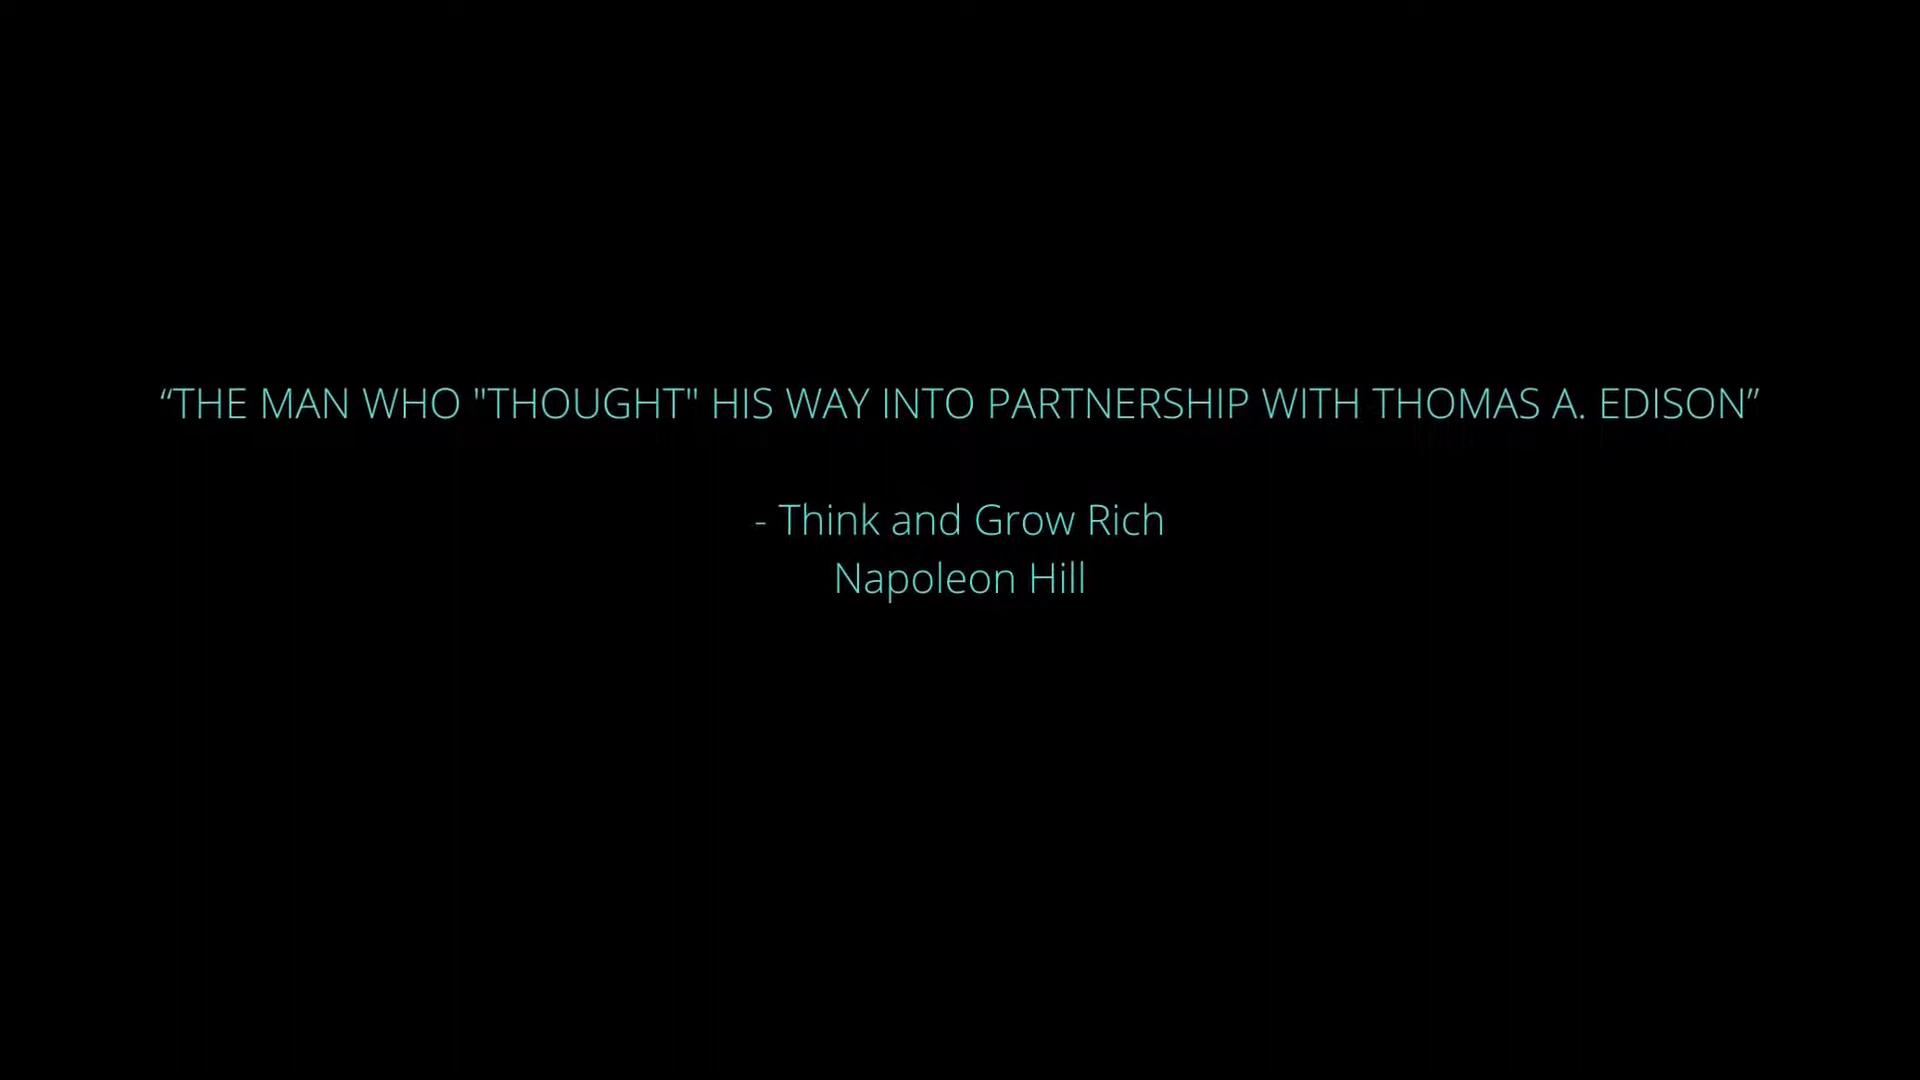 “THE MAN WHO "THOUGHT" HIS WAY INTO PARTNERSHIP WITH THOMAS A. EDISON”
- Think and Grow Rich
Napoleon Hill